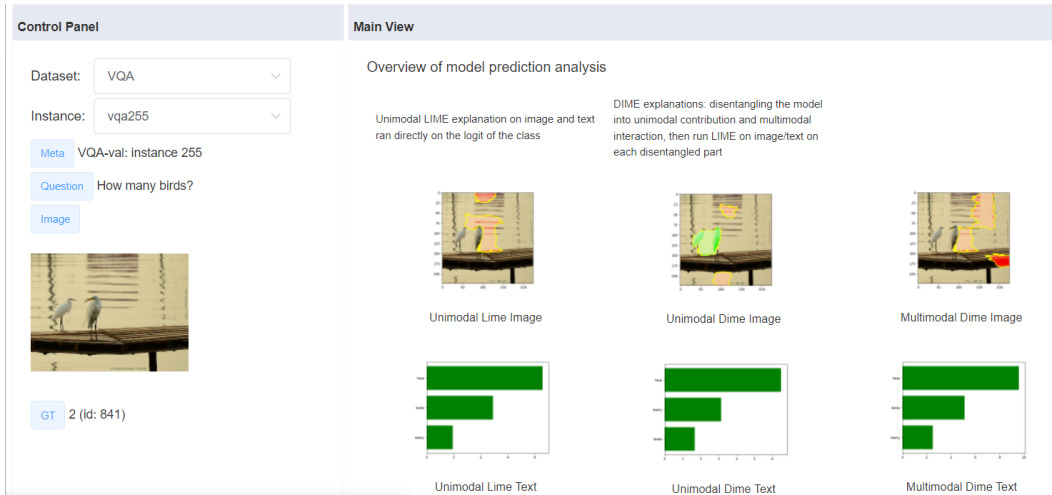 Control Panel
Dataset:
VQA
Instance:
vqa255
Meta
VQA-val: instance 255
Question
How many birds?
Image
GT
2 (id: 841)
Main View
Overview of model prediction analysis
Unimodal LIME explanation on image and text
ran directly on the logit of the class
DIME explanations: disentangling the model
into unimodal contribution and multimodal
interaction, then run LIME on image/text on
each disentangled part
Unimodal Lime Image
Unimodal Dime Image
Multimodal Dime Image
Unimodal Lime Text
Unimodal Dime Text
Multimodal Dime Text